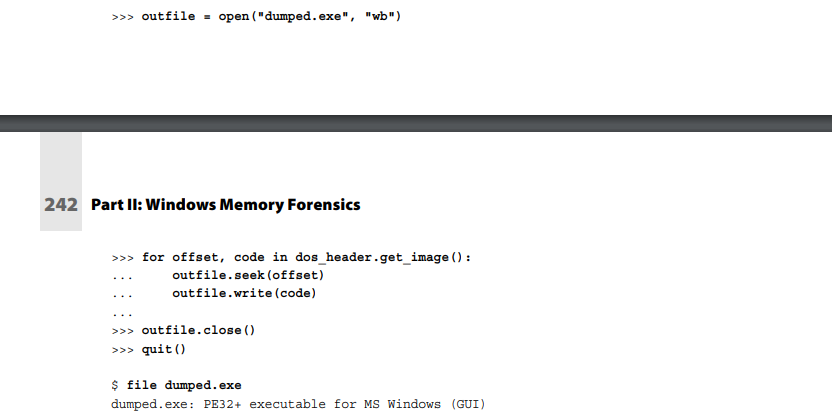 >>> outfile = open("dumped.exe", "wb")
242 Part II: Windows Memory Forensics
>>> for offset, code in dos_header.get_image():
...     outfile.seek(offset)
...     outfile.write(code)
...
>>> outfile.close()
>>> quit()
$ file dumped.exe
dumped.exe: PE32+ executable for MS Windows (GUI)